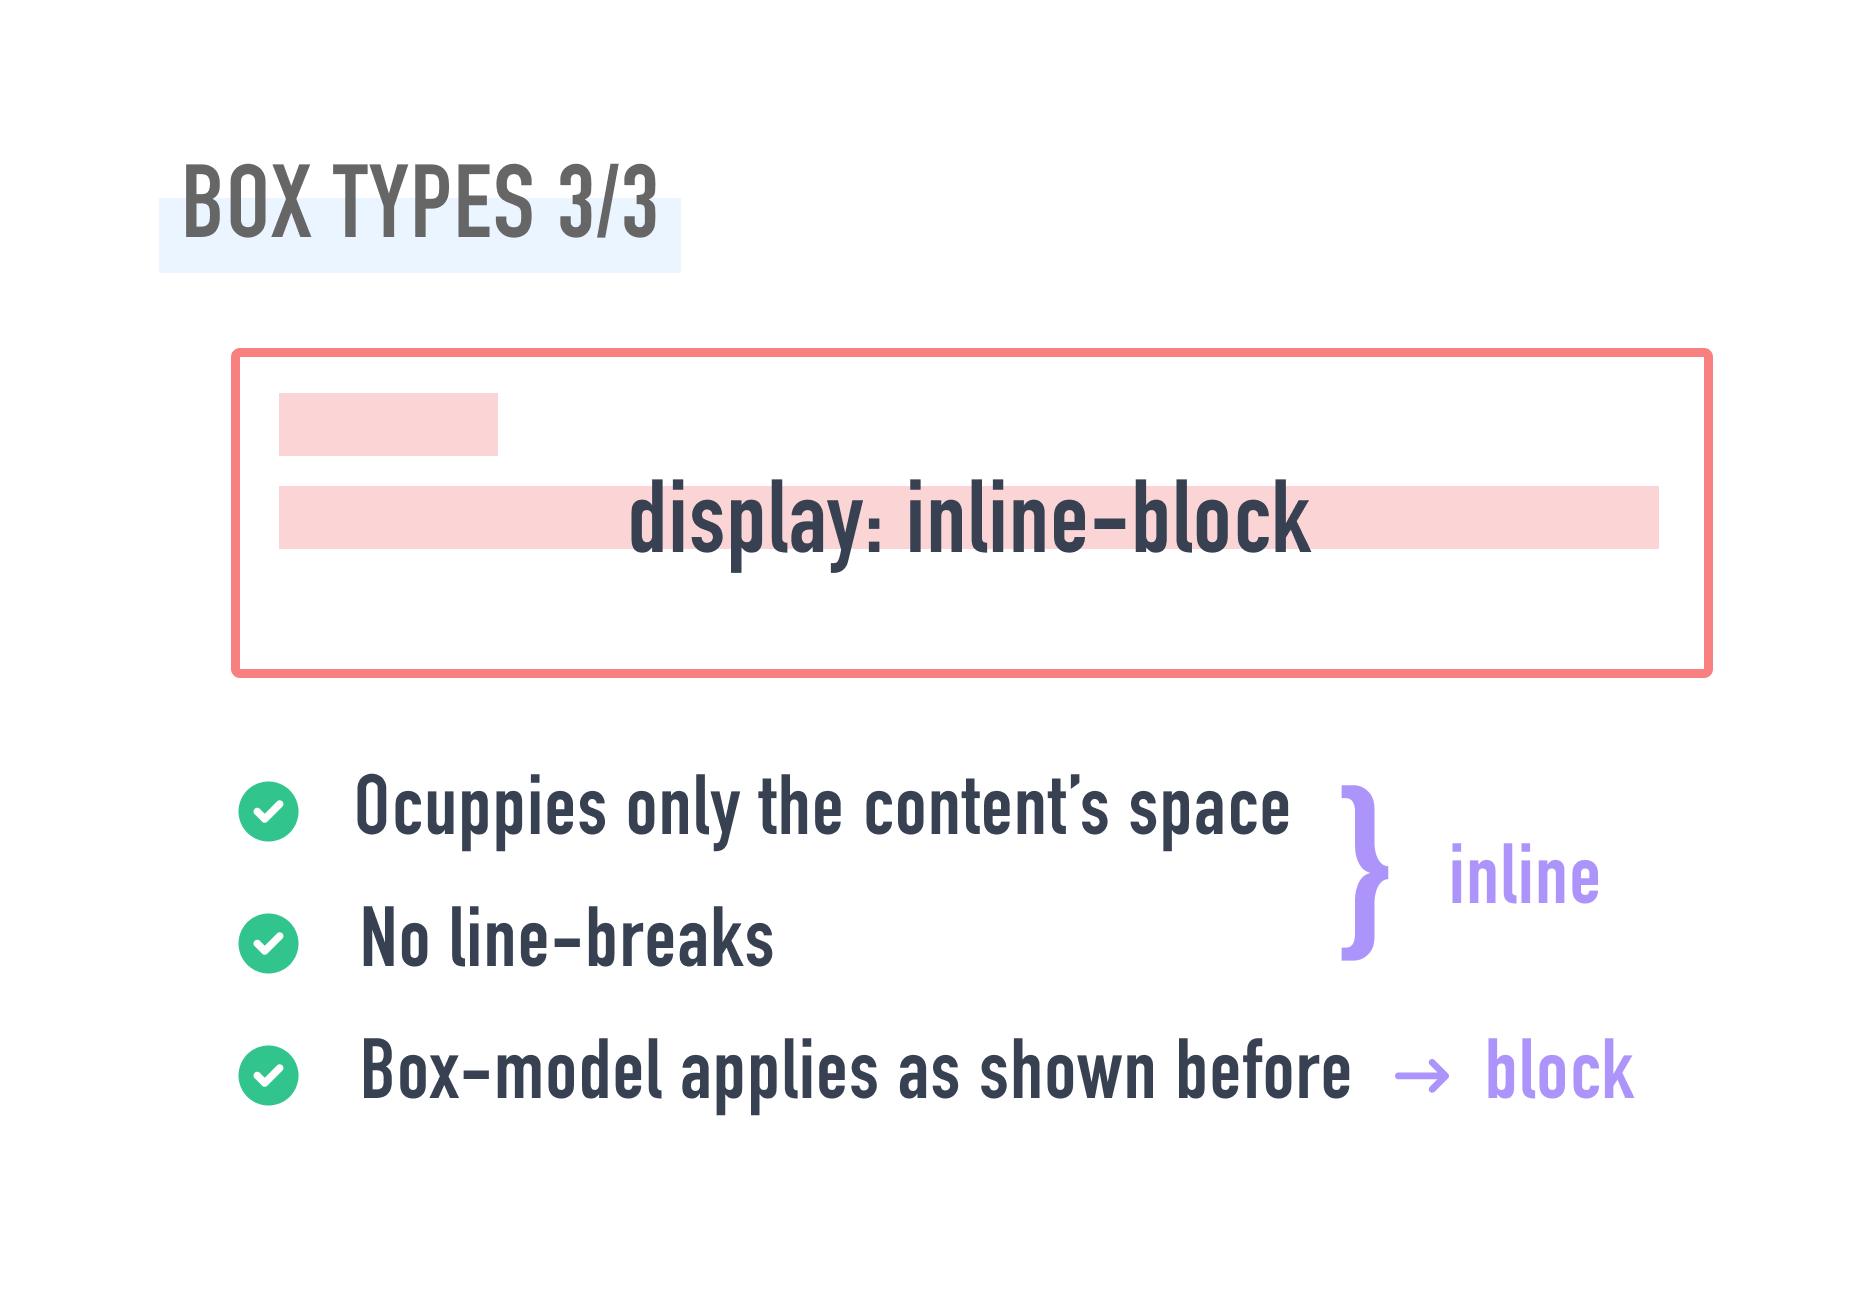 BOX TYPES 3/3
display: inline-block
Ocuppies only the content’s space
} inline
No line-breaks
Box-model applies as shown before → block